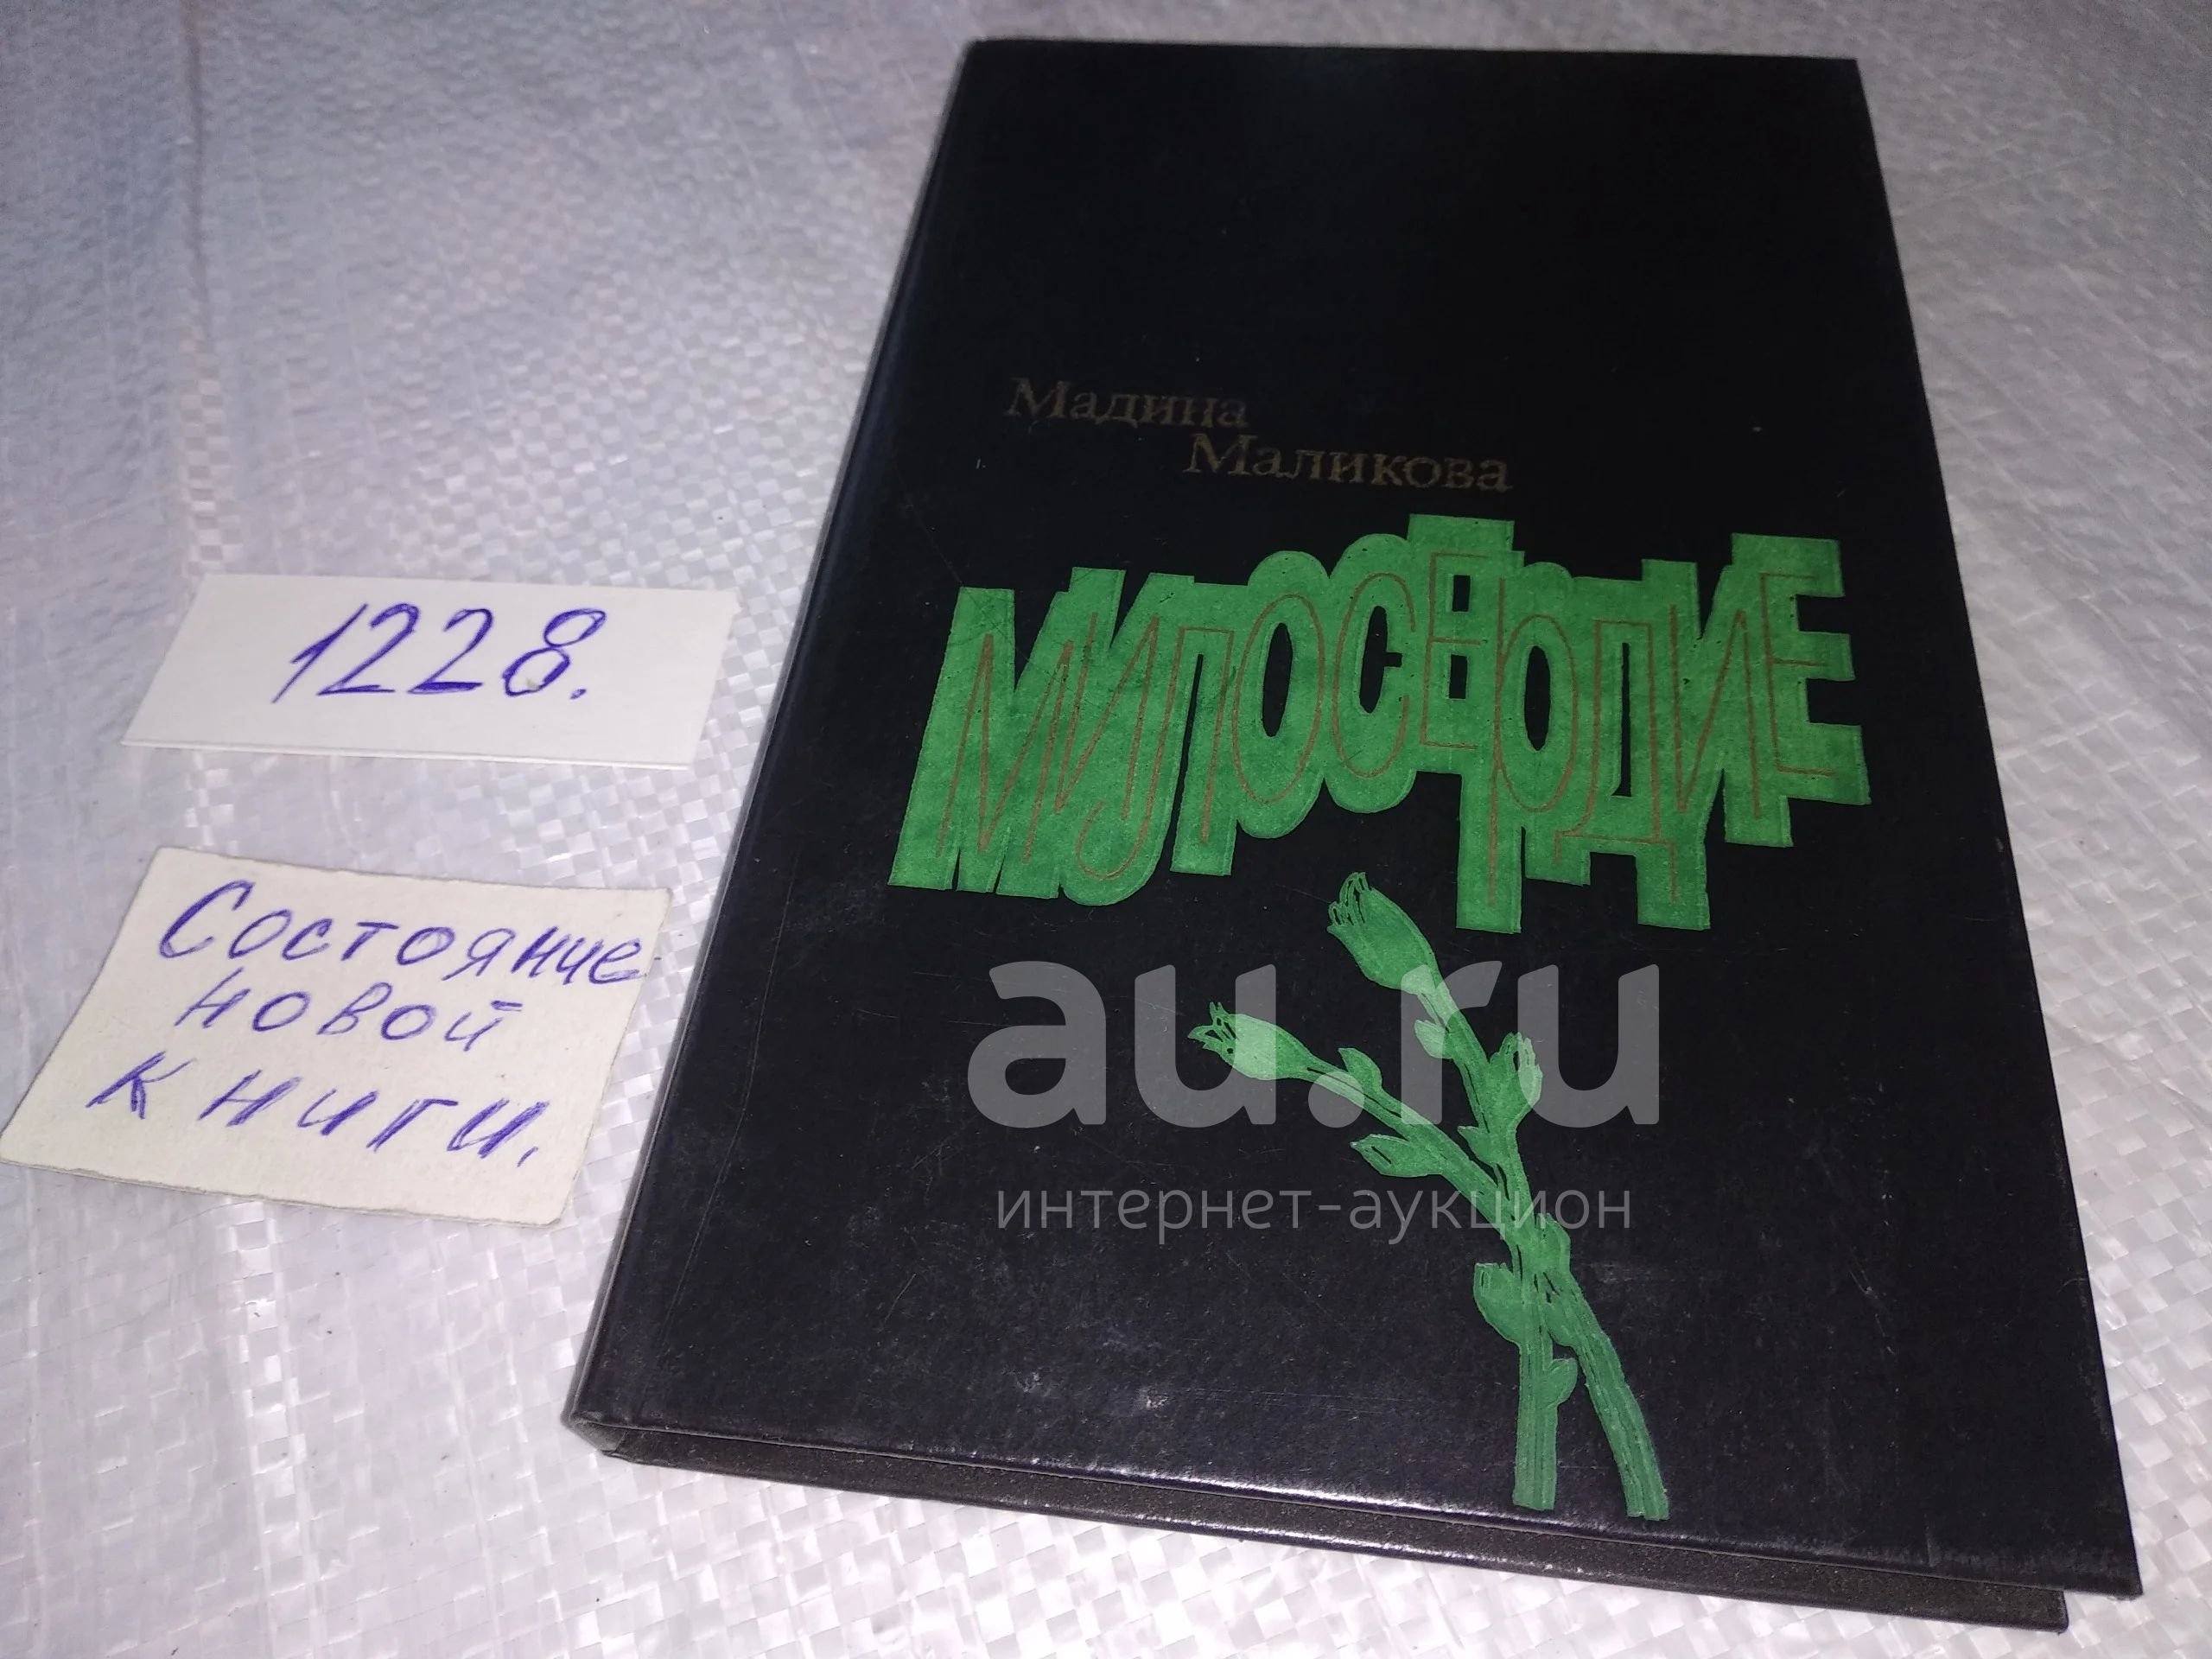 Мадина
Маликова
МИЛОСЕРДИЕ
1228.
Состояние
новой
книги.
au.ru
интернет-аукцион